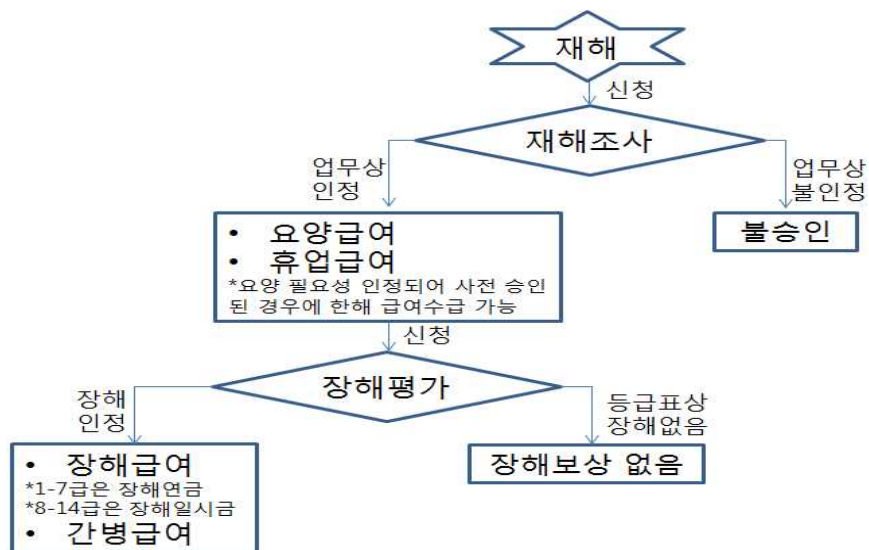 재해
신청
재해조사
업무상
인정
업무상
불인정
• 요양급여
• 휴업급여
*요양 필요성 인정되어 사전 승인
된 경우에 한해 급여수급 가능
불승인
신청
장해평가
장해
인정
등급표상
장해없음
• 장해급여
*1-7급은 장해연금
*8-14급은 장해일시금
• 간병급여
장해보상 없음